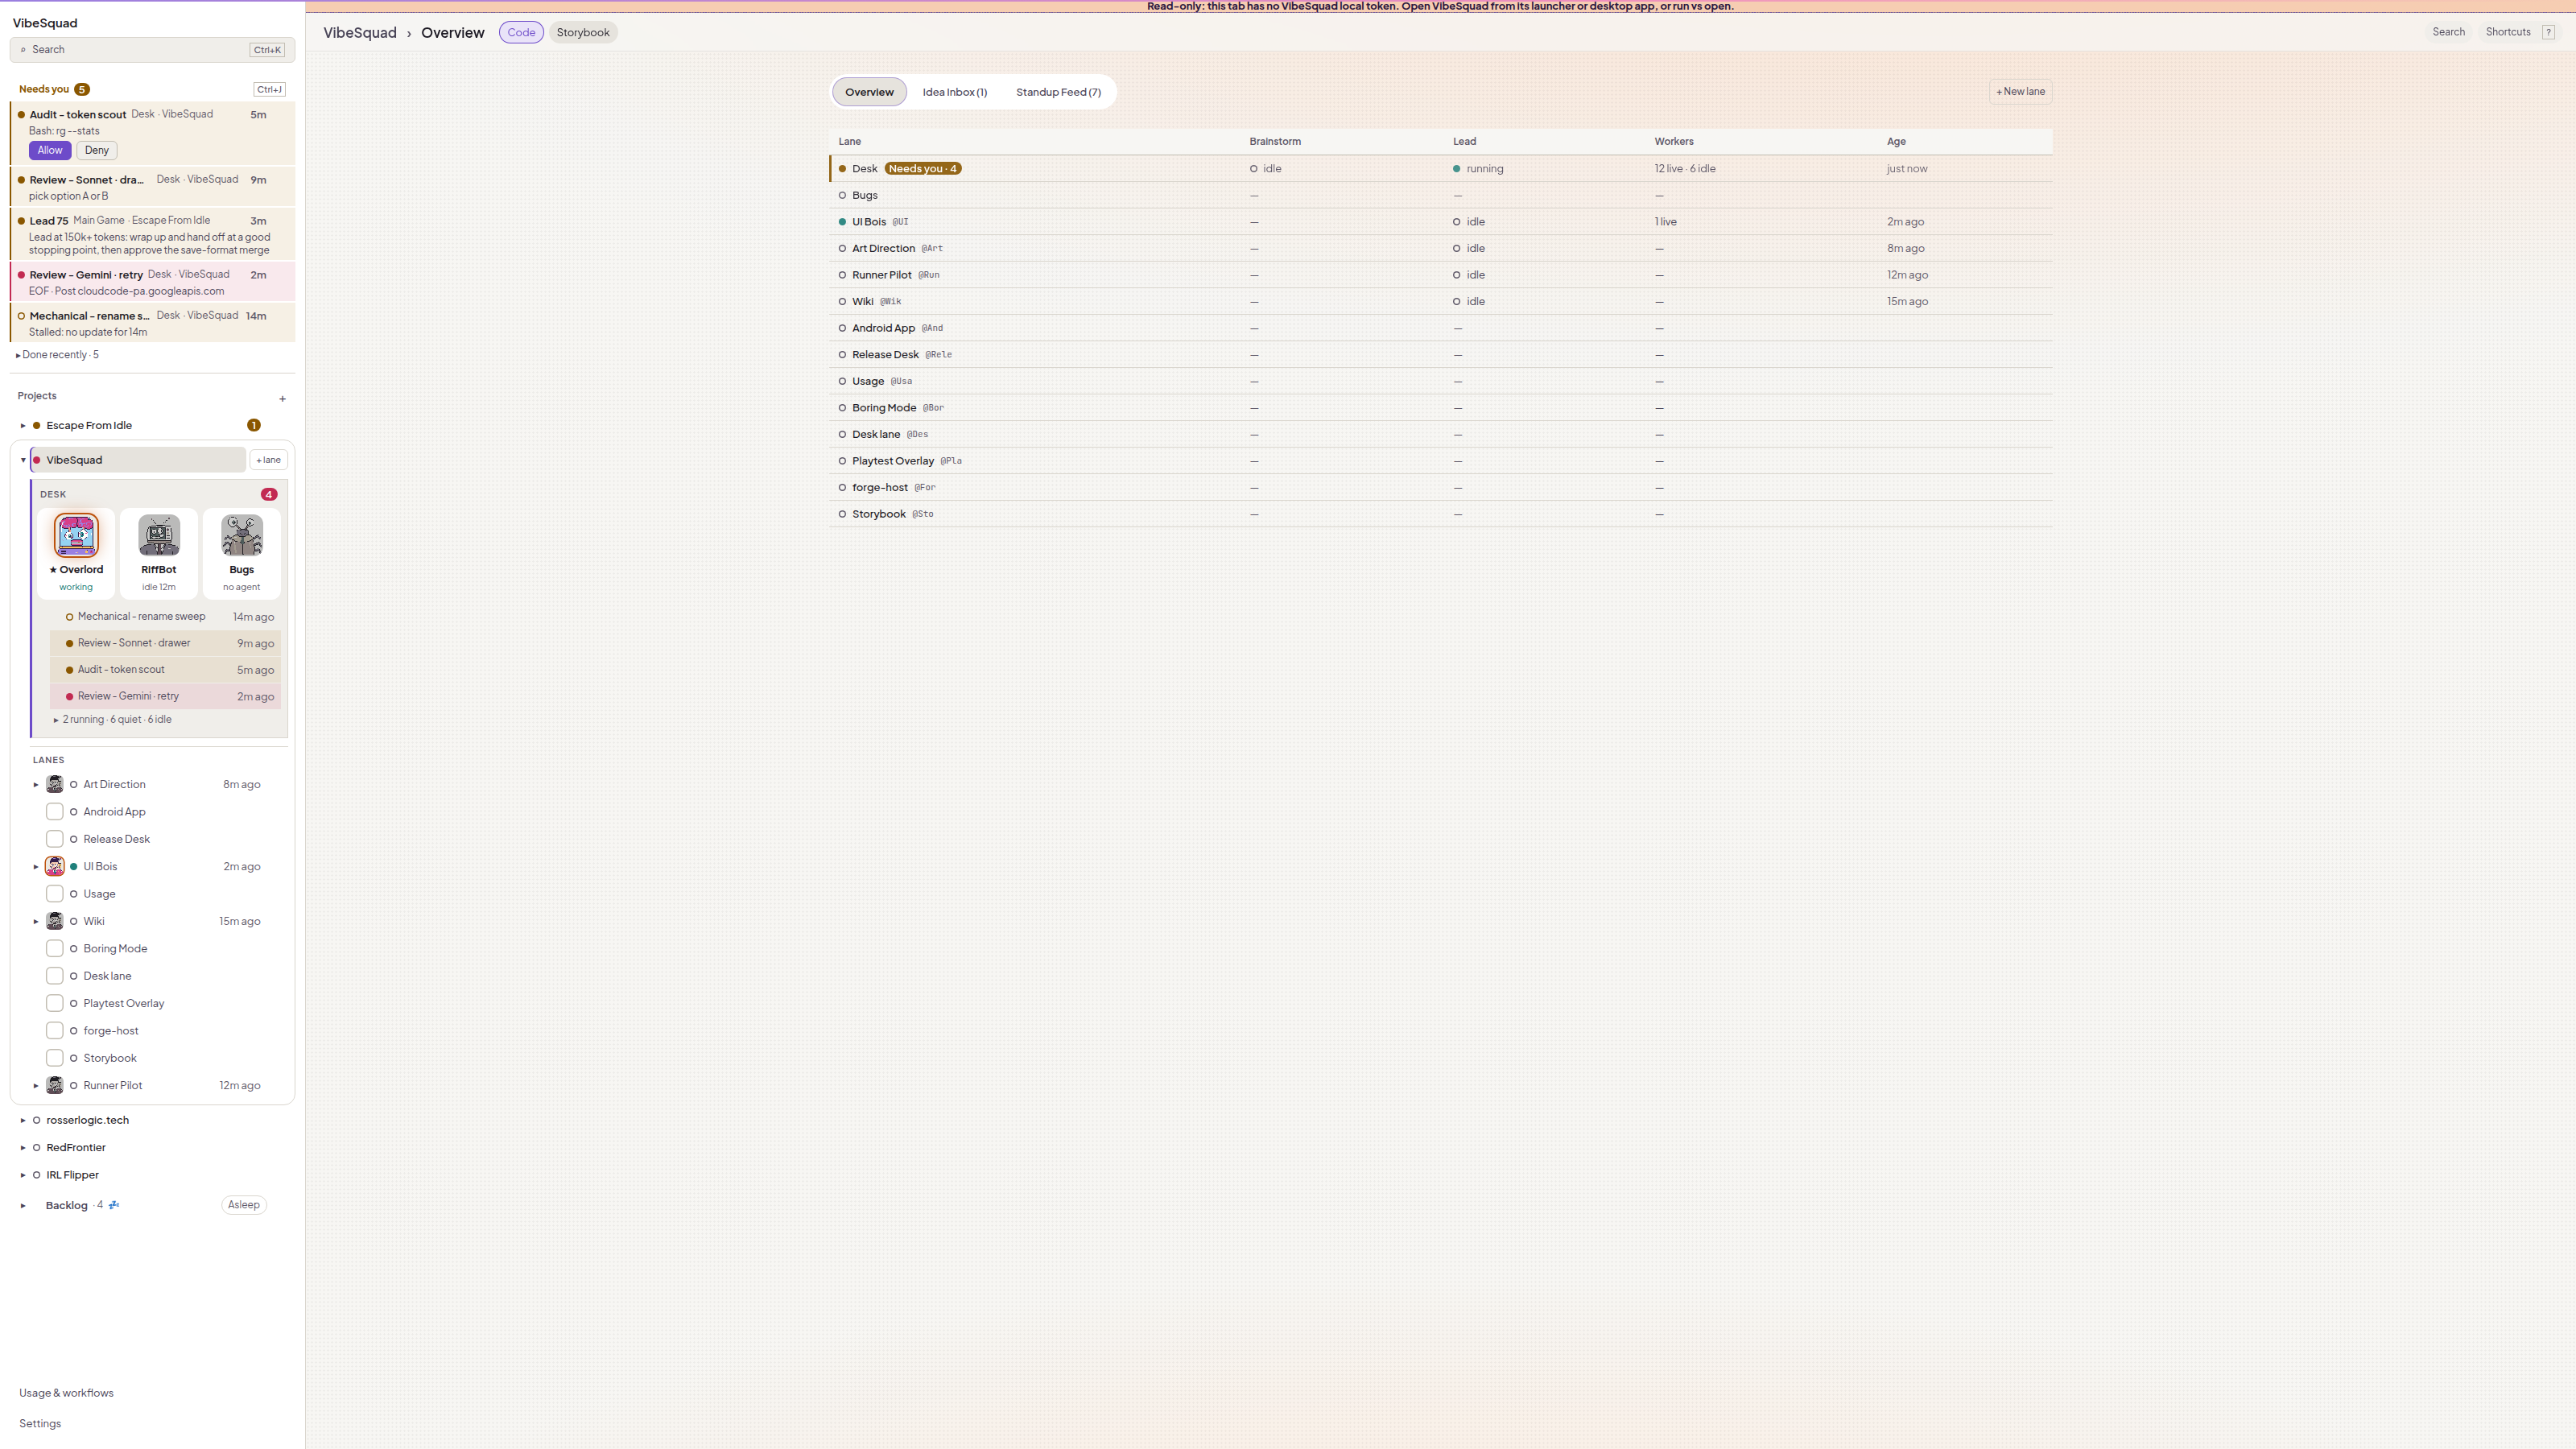 Read-only: this tab has no VibeSquad local token. Open VibeSquad from its launcher or desktop app, or run vs open.
VibeSquad
Search Ctrl+K
Needs you 5 Ctrl+J
Audit - token scout Desk · VibeSquad 5m
Bash: rg --stats
Allow Deny
Review - Sonnet · dra... Desk · VibeSquad 9m
pick option A or B
Lead 75 Main Game · Escape From Idle 3m
Lead at 150k+ tokens: wrap up and hand off at a good
stopping point, then approve the save-format merge
Review - Gemini · retry Desk · VibeSquad 2m
EOF · Post cloudcode-pa.googleapis.com
Mechanical - rename s... Desk · VibeSquad 14m
Stalled: no update for 14m
▸ Done recently · 5
Projects +
▸ Escape From Idle 1
▾ VibeSquad + lane
DESK 4
★ Overlord RiffBot Bugs
working idle 12m no agent
Mechanical - rename sweep 14m ago
Review - Sonnet · drawer 9m ago
Audit - token scout 5m ago
Review - Gemini · retry 2m ago
▸ 2 running · 6 quiet · 6 idle
LANES
▸ Art Direction 8m ago
Android App
Release Desk
▸ UI Bois 2m ago
Usage
▸ Wiki 15m ago
Boring Mode
Desk lane
Playtest Overlay
forge-host
Storybook
▸ Runner Pilot 12m ago
▸ rosserlogic.tech
▸ RedFrontier
▸ IRL Flipper
▸ Backlog · 4 💤 Asleep
Usage & workflows
Settings
VibeSquad › Overview Code Storybook Search Shortcuts ?
Overview Idea Inbox (1) Standup Feed (7) + New lane
Lane Brainstorm Lead Workers Age
Desk Needs you · 4 idle running 12 live · 6 idle just now
Bugs — — —
UI Bois @UI — idle 1 live 2m ago
Art Direction @Art — idle — 8m ago
Runner Pilot @Run — idle — 12m ago
Wiki @Wik — idle — 15m ago
Android App @And — — —
Release Desk @Rele — — —
Usage @Usa — — —
Boring Mode @Bor — — —
Desk lane @Des — — —
Playtest Overlay @Pla — — —
forge-host @For — — —
Storybook @Sto — — —